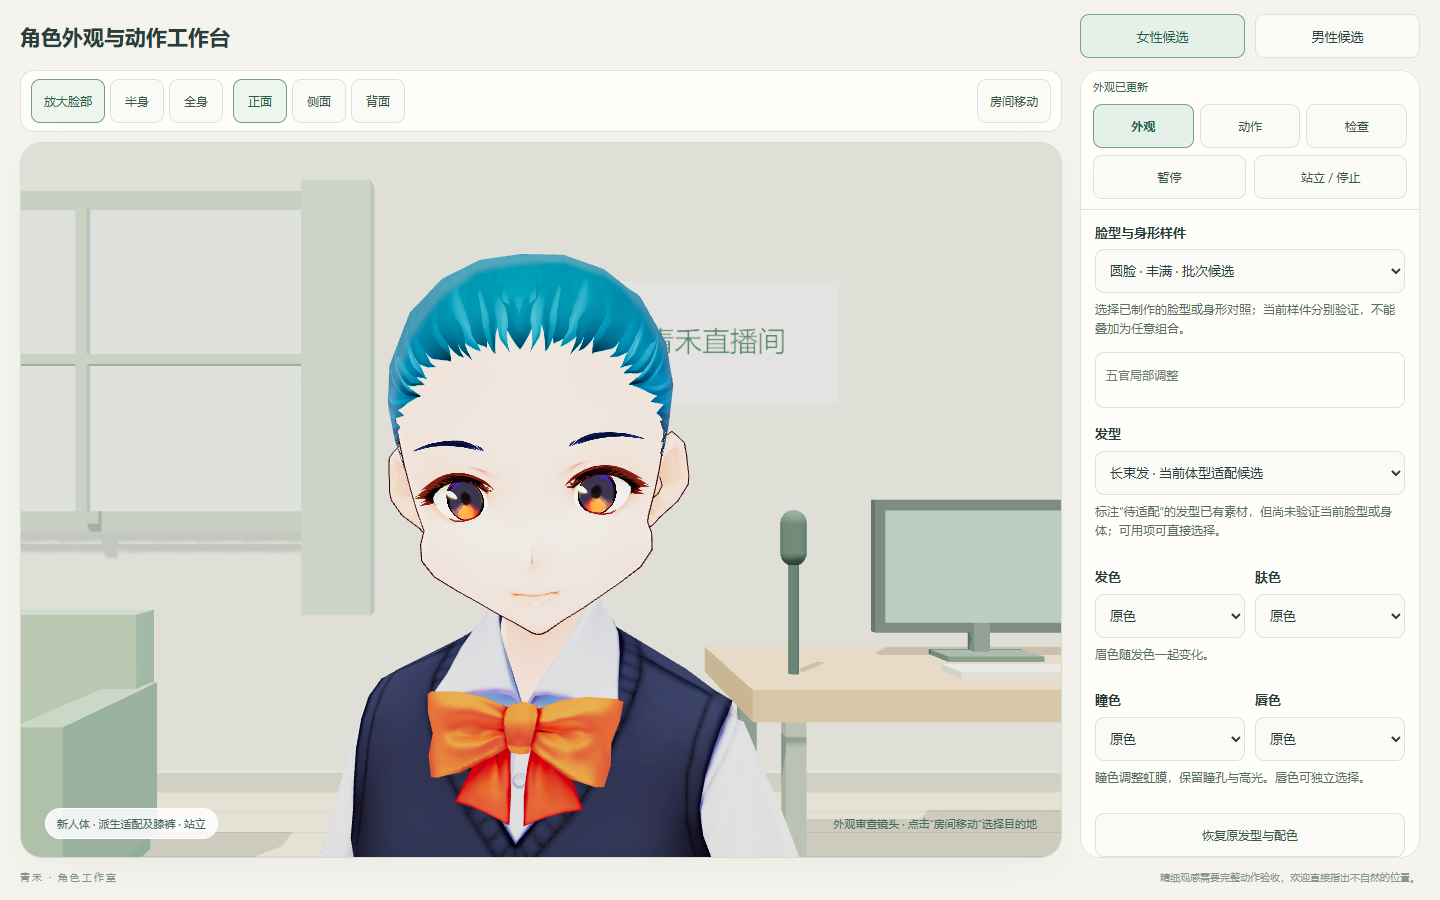 角色外观与动作工作台
女性候选
男性候选
放大脸部
半身
全身
正面
侧面
背面
房间移动
青禾直播间
新人体 · 派生适配及膝裤 · 站立
外观审查镜头 · 点击“房间移动”选择目的地
外观已更新
外观
动作
检查
暂停
站立 / 停止
脸型与身形样件
圆脸 · 丰满 · 批次候选
选择已制作的脸型或身形对照；当前样件分别验证，不能
叠加为任意组合。
五官局部调整
发型
长束发 · 当前体型适配候选
标注“待适配”的发型已有素材，但尚未验证当前脸型或身
体；可用项可直接选择。
发色
肤色
原色
原色
眉色随发色一起变化。
瞳色
唇色
原色
原色
瞳色调整虹膜，保留瞳孔与高光。唇色可独立选择。
恢复原发型与配色
青禾 · 角色工作室
精细观感需要完整动作验收，欢迎直接指出不自然的位置。